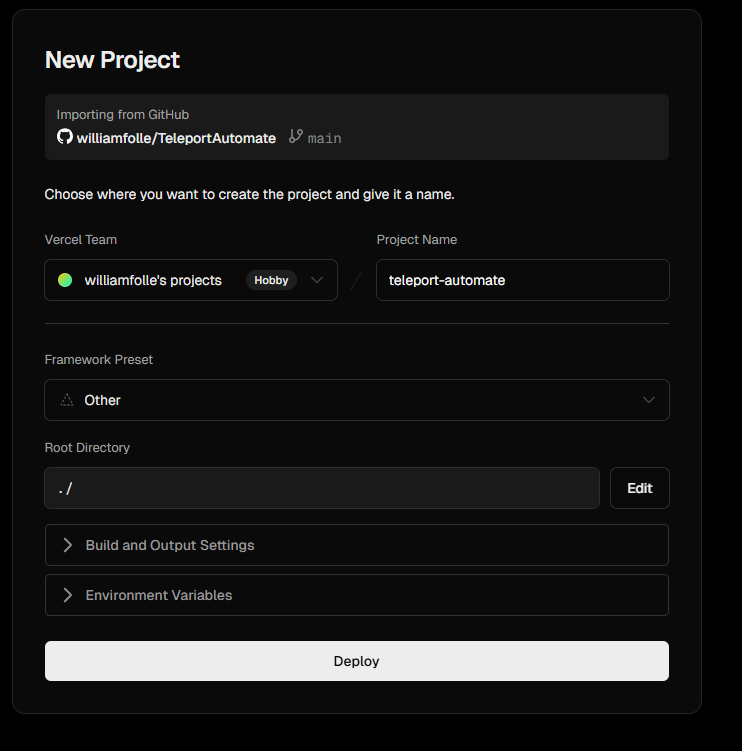 New Project
Importing from GitHub
williamfolle/TeleportAutomate main
Choose where you want to create the project and give it a name.
Vercel Team
Project Name
williamfolle's projects Hobby
teleport-automate
Framework Preset
Other
Root Directory
./
Edit
Build and Output Settings
Environment Variables
Deploy